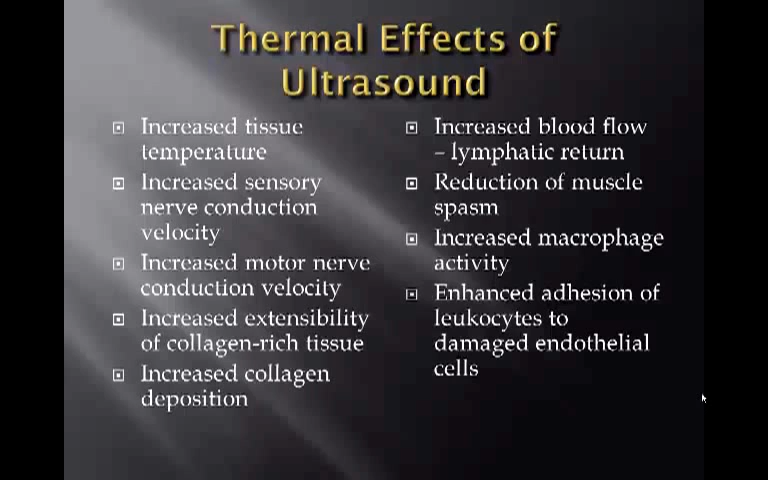 Thermal Effects of
Ultrasound
Increased tissue
temperature
Increased sensory
nerve conduction
velocity
Increased motor nerve
conduction velocity
Increased extensibility
of collagen-rich tissue
Increased collagen
deposition
Increased blood flow
– lymphatic return
Reduction of muscle
spasm
Increased macrophage
activity
Enhanced adhesion of
leukocytes to
damaged endothelial
cells